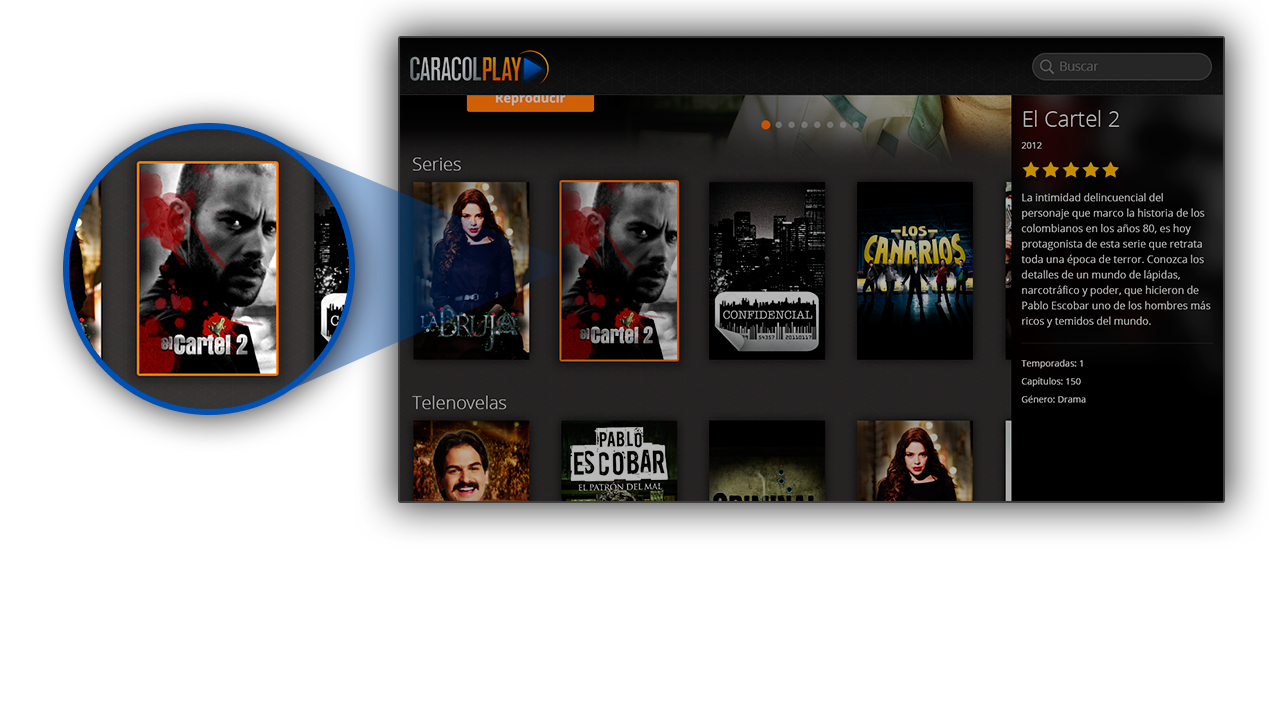 CARACOLPLAY
Buscar
Reproducir
Series
LA BRUJA
el Cartel 2
CONFIDENCIAL
54357 20110117
LOS
CANARIOS
Telenovelas
PABLO
ESCOBAR
EL PATRÓN DEL MAL
CRIMINAL
El Cartel 2
2012
La intimidad delincuencial del
personaje que marco la historia de los
colombianos en los años 80, es hoy
protagonista de esta serie que retrata
toda una época de terror. Conozca los
detalles de un mundo de lápidas,
narcotráfico y poder, que hicieron de
Pablo Escobar uno de los hombres más
ricos y temidos del mundo.
Temporadas: 1
Capítulos: 150
Género: Drama
el Cartel 2